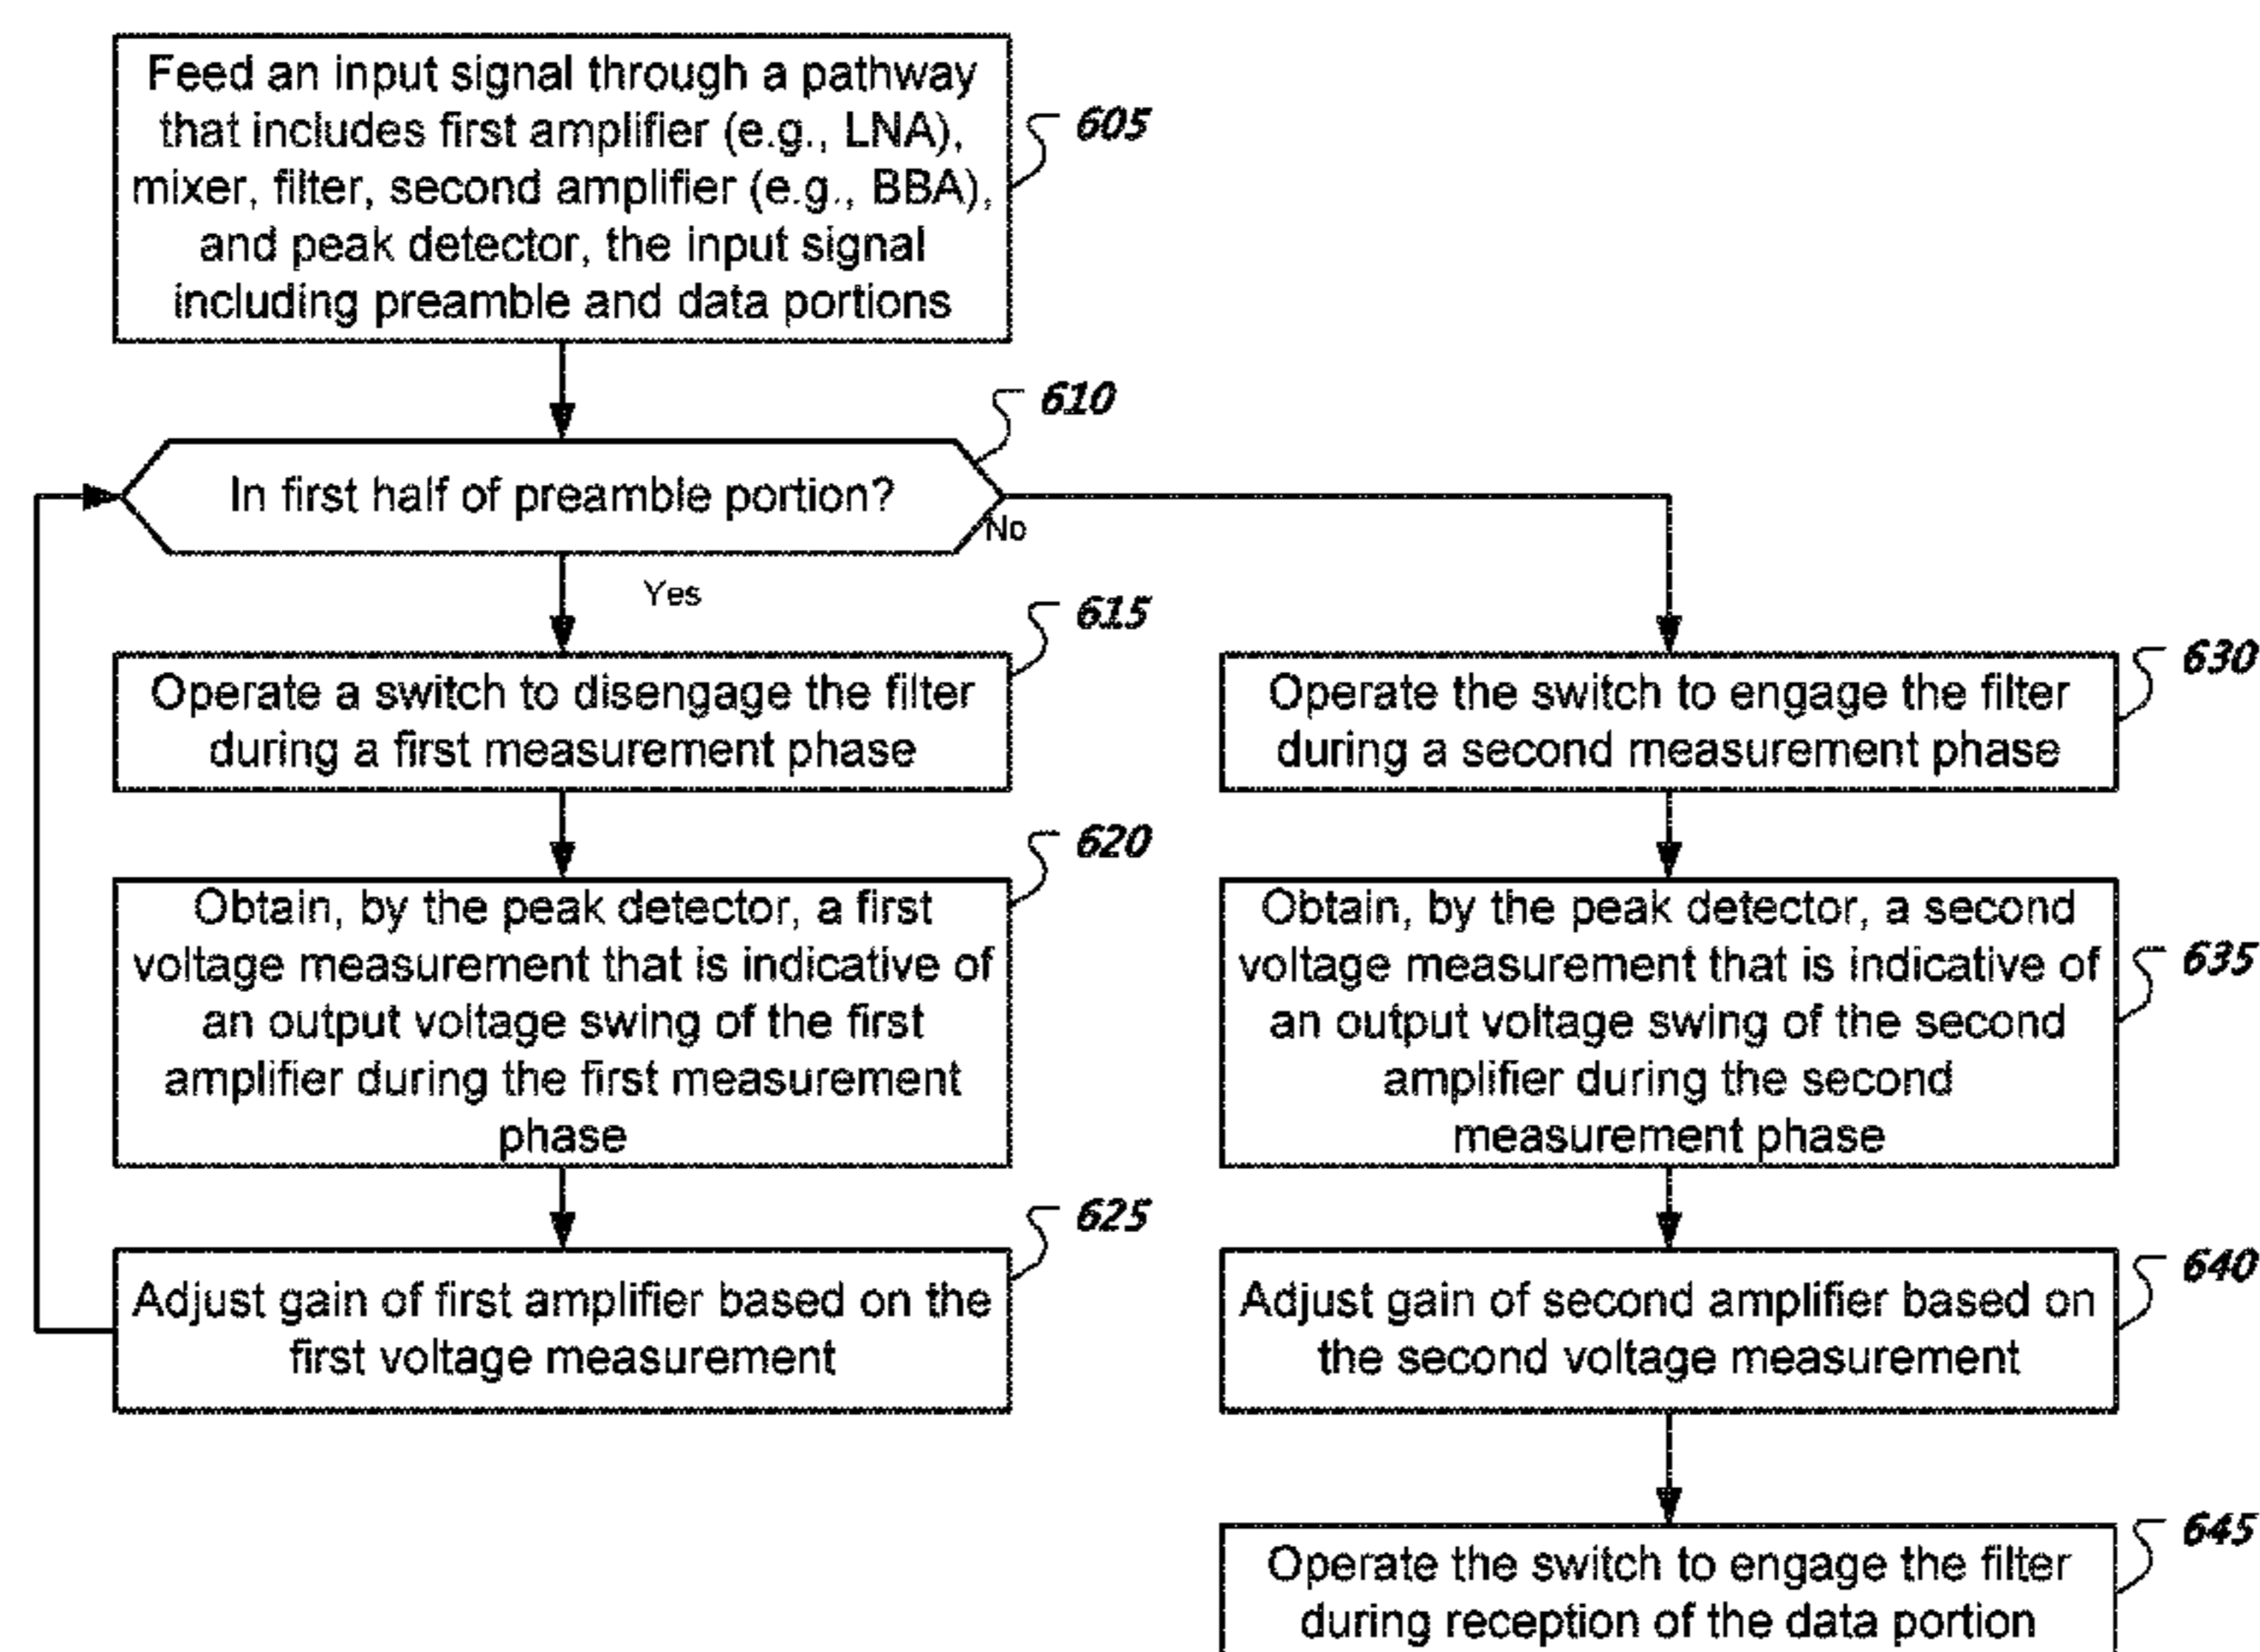 Feed an input signal through a pathway
that includes first amplifier (e.g., LNA),
mixer, filter, second amplifier (e.g., BBA),
and peak detector, the input signal
including preamble and data portions
605
610
In first half of preamble portion?
No
Yes
615
Operate a switch to disengage the filter
during a first measurement phase
620
Obtain, by the peak detector, a first
voltage measurement that is indicative of
an output voltage swing of the first
amplifier during the first measurement
phase
625
Adjust gain of first amplifier based on the
first voltage measurement
630
Operate the switch to engage the filter
during a second measurement phase
635
Obtain, by the peak detector, a second
voltage measurement that is indicative of
an output voltage swing of the second
amplifier during the second
measurement phase
640
Adjust gain of second amplifier based on
the second voltage measurement
645
Operate the switch to engage the filter
during reception of the data portion